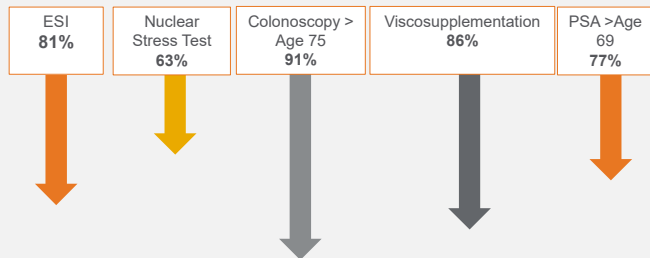 ESI
81%
Nuclear
Stress Test
63%
Colonoscopy >
Age 75
91%
Viscosupplementation
86%
PSA >Age
69
77%